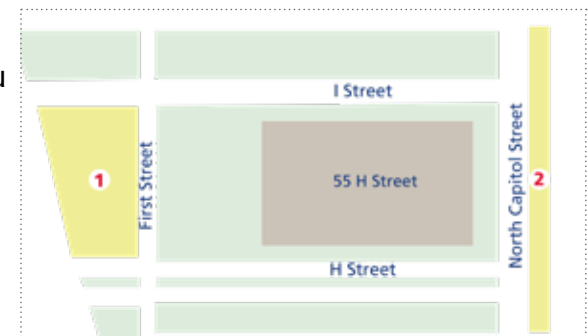 I Street
1
First Street
55 H Street
North Capitol Street
2
H Street